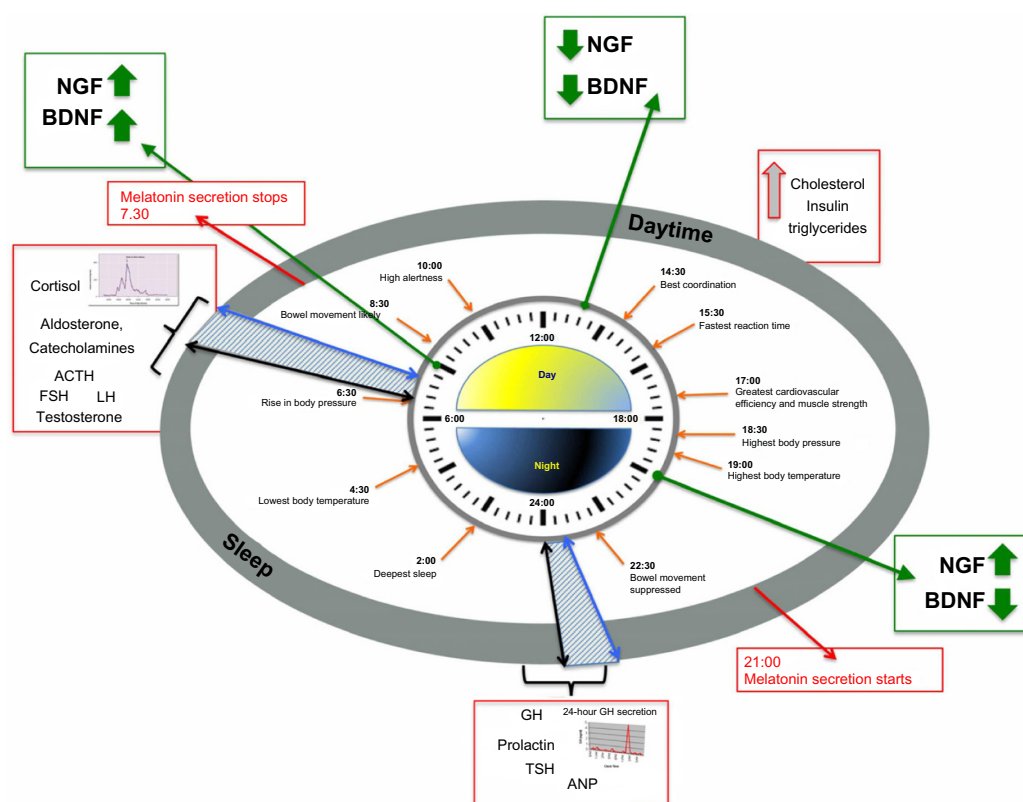 NGF
BDNF
NGF
BDNF
Melatonin secretion stops
7.30
Cholesterol
Insulin
triglycerides
Daytime
Cortisol
Aldosterone,
Catecholamines
ACTH
FSH LH
Testosterone
10:00
High alertness
8:30
Bowel movement likely
6:30
Rise in body pressure
4:30
Lowest body temperature
2:00
Deepest sleep
14:30
Best coordination
15:30
Fastest reaction time
17:00
Greatest cardiovascular
efficiency and muscle strength
18:30
Highest body pressure
19:00
Highest body temperature
22:30
Bowel movement
suppressed
12:00
Day
6:00
18:00
Night
24:00
Sleep
NGF
BDNF
21:00
Melatonin secretion starts
GH
24-hour GH secretion
Prolactin
TSH
ANP